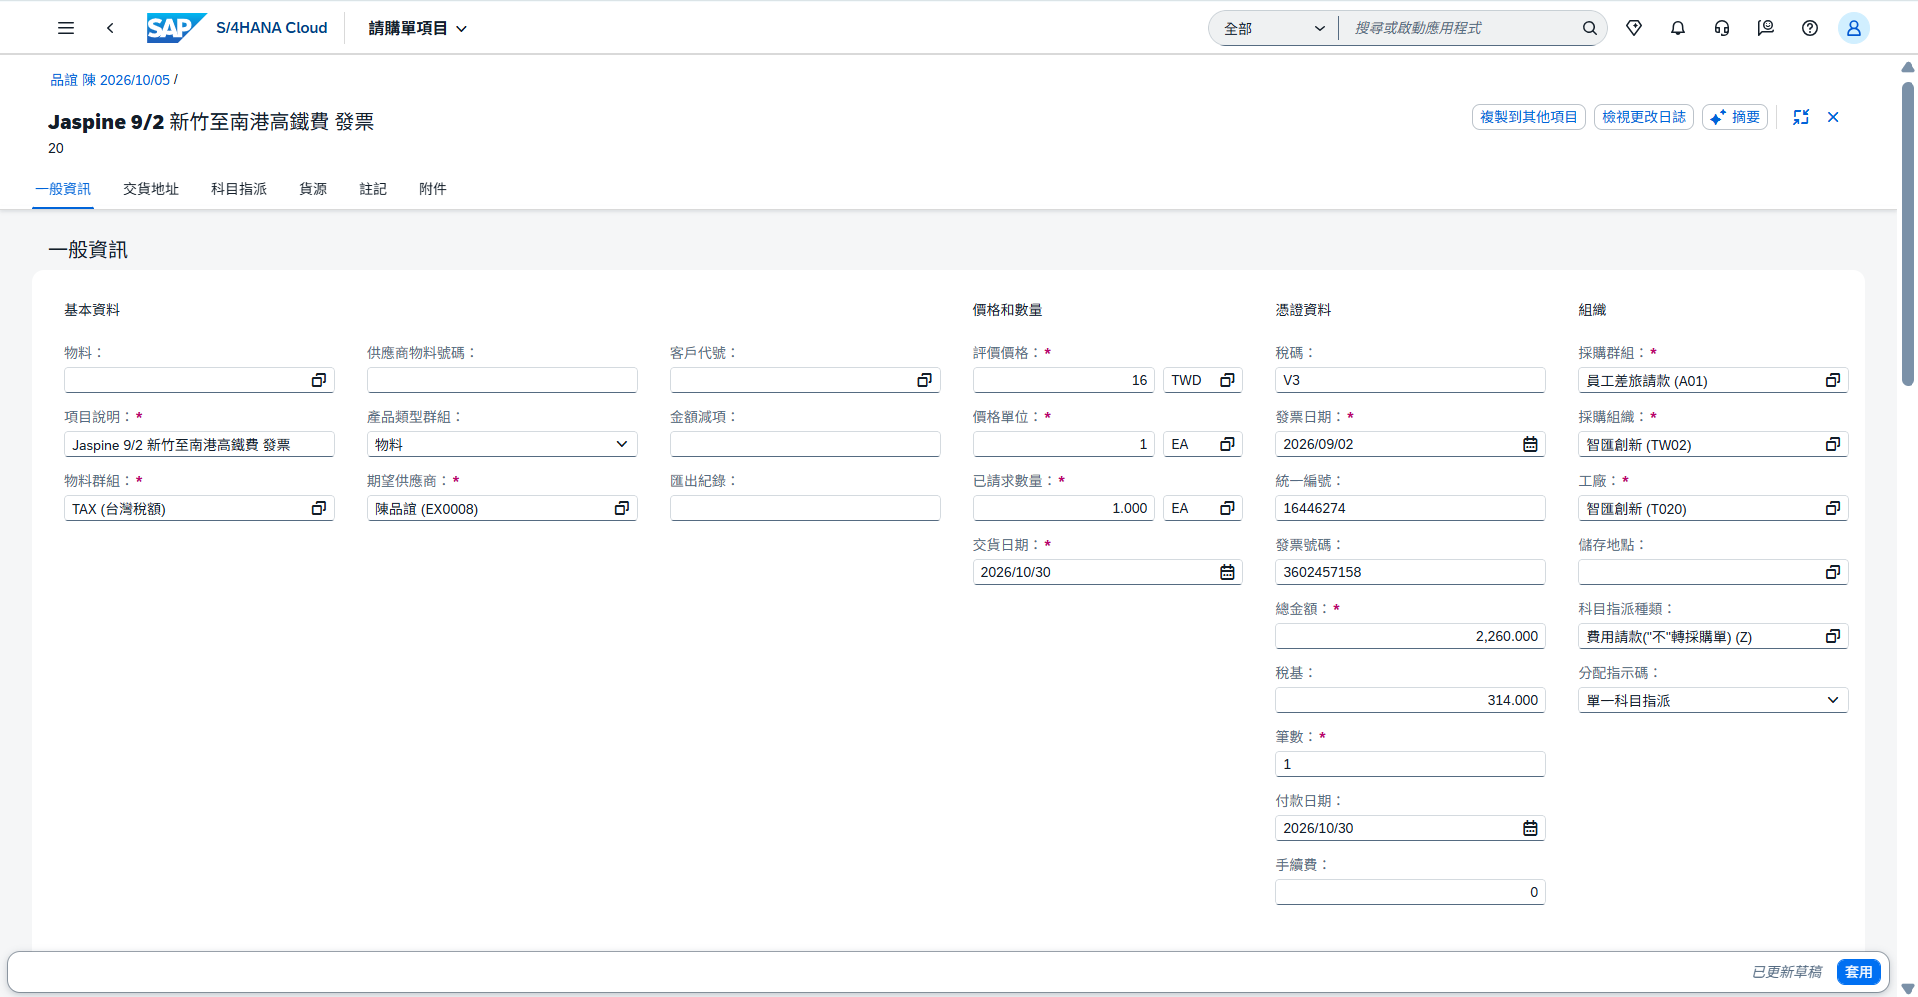 SAP S/4HANA Cloud 請購單項目 全部 搜尋或啟動應用程式
品誼 陳 2026/10/05 /
Jaspine 9/2 新竹至南港高鐵費 發票
20
複製到其他項目 檢視更改日誌 摘要
一般資訊 交貨地址 科目指派 貨源 註記 附件
一般資訊
基本資料
物料：
項目說明：*
Jaspine 9/2 新竹至南港高鐵費 發票
物料群組：*
TAX (台灣稅額)
供應商物料號碼：
產品類型群組：
物料
期望供應商：*
陳品誼 (EX0008)
客戶代號：
金額減項：
匯出紀錄：
價格和數量
評價價格：*
16 TWD
價格單位：*
1 EA
已請求數量：*
1.000 EA
交貨日期：*
2026/10/30
憑證資料
稅碼：
V3
發票日期：*
2026/09/02
統一編號：
16446274
發票號碼：
3602457158
總金額：*
2,260.000
稅基：
314.000
筆數：*
1
付款日期：
2026/10/30
手續費：
0
組織
採購群組：*
員工差旅請款 (A01)
採購組織：*
智匯創新 (TW02)
工廠：*
智匯創新 (T020)
儲存地點：
科目指派種類：
費用請款("不"轉採購單) (Z)
分配指示碼：
單一科目指派
已更新草稿 套用